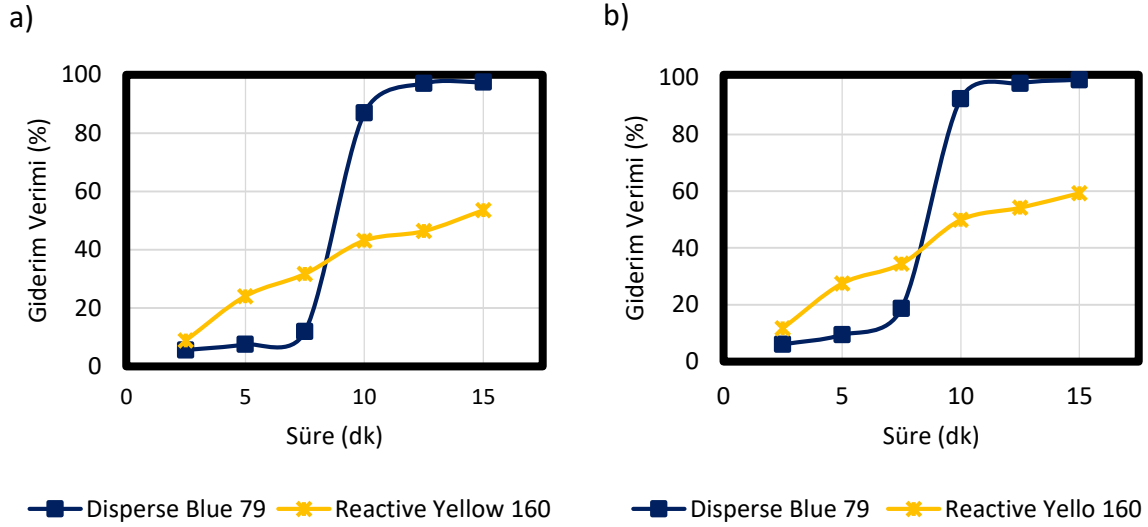 a)
Giderim Verimi (%)
100
80
60
40
20
0
0 5 10 15
Süre (dk)
Disperse Blue 79 Reactive Yellow 160
b)
Giderim Verimi (%)
100
80
60
40
20
0
0 5 10 15
Süre (dk)
Disperse Blue 79 Reactive Yello 160